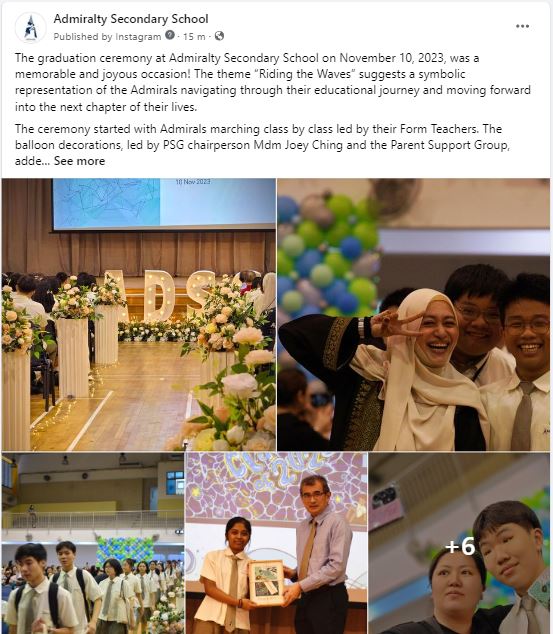 Admiralty Secondary School
Published by Instagram · 15 m ·
The graduation ceremony at Admiralty Secondary School on November 10, 2023, was a
memorable and joyous occasion! The theme “Riding the Waves” suggests a symbolic
representation of the Admirals navigating through their educational journey and moving forward
into the next chapter of their lives.
The ceremony started with Admirals marching class by class led by their Form Teachers. The
balloon decorations, led by PSG chairperson Mdm Joey Ching and the Parent Support Group,
adde... See more
10 Nov 2023
ADS
+6